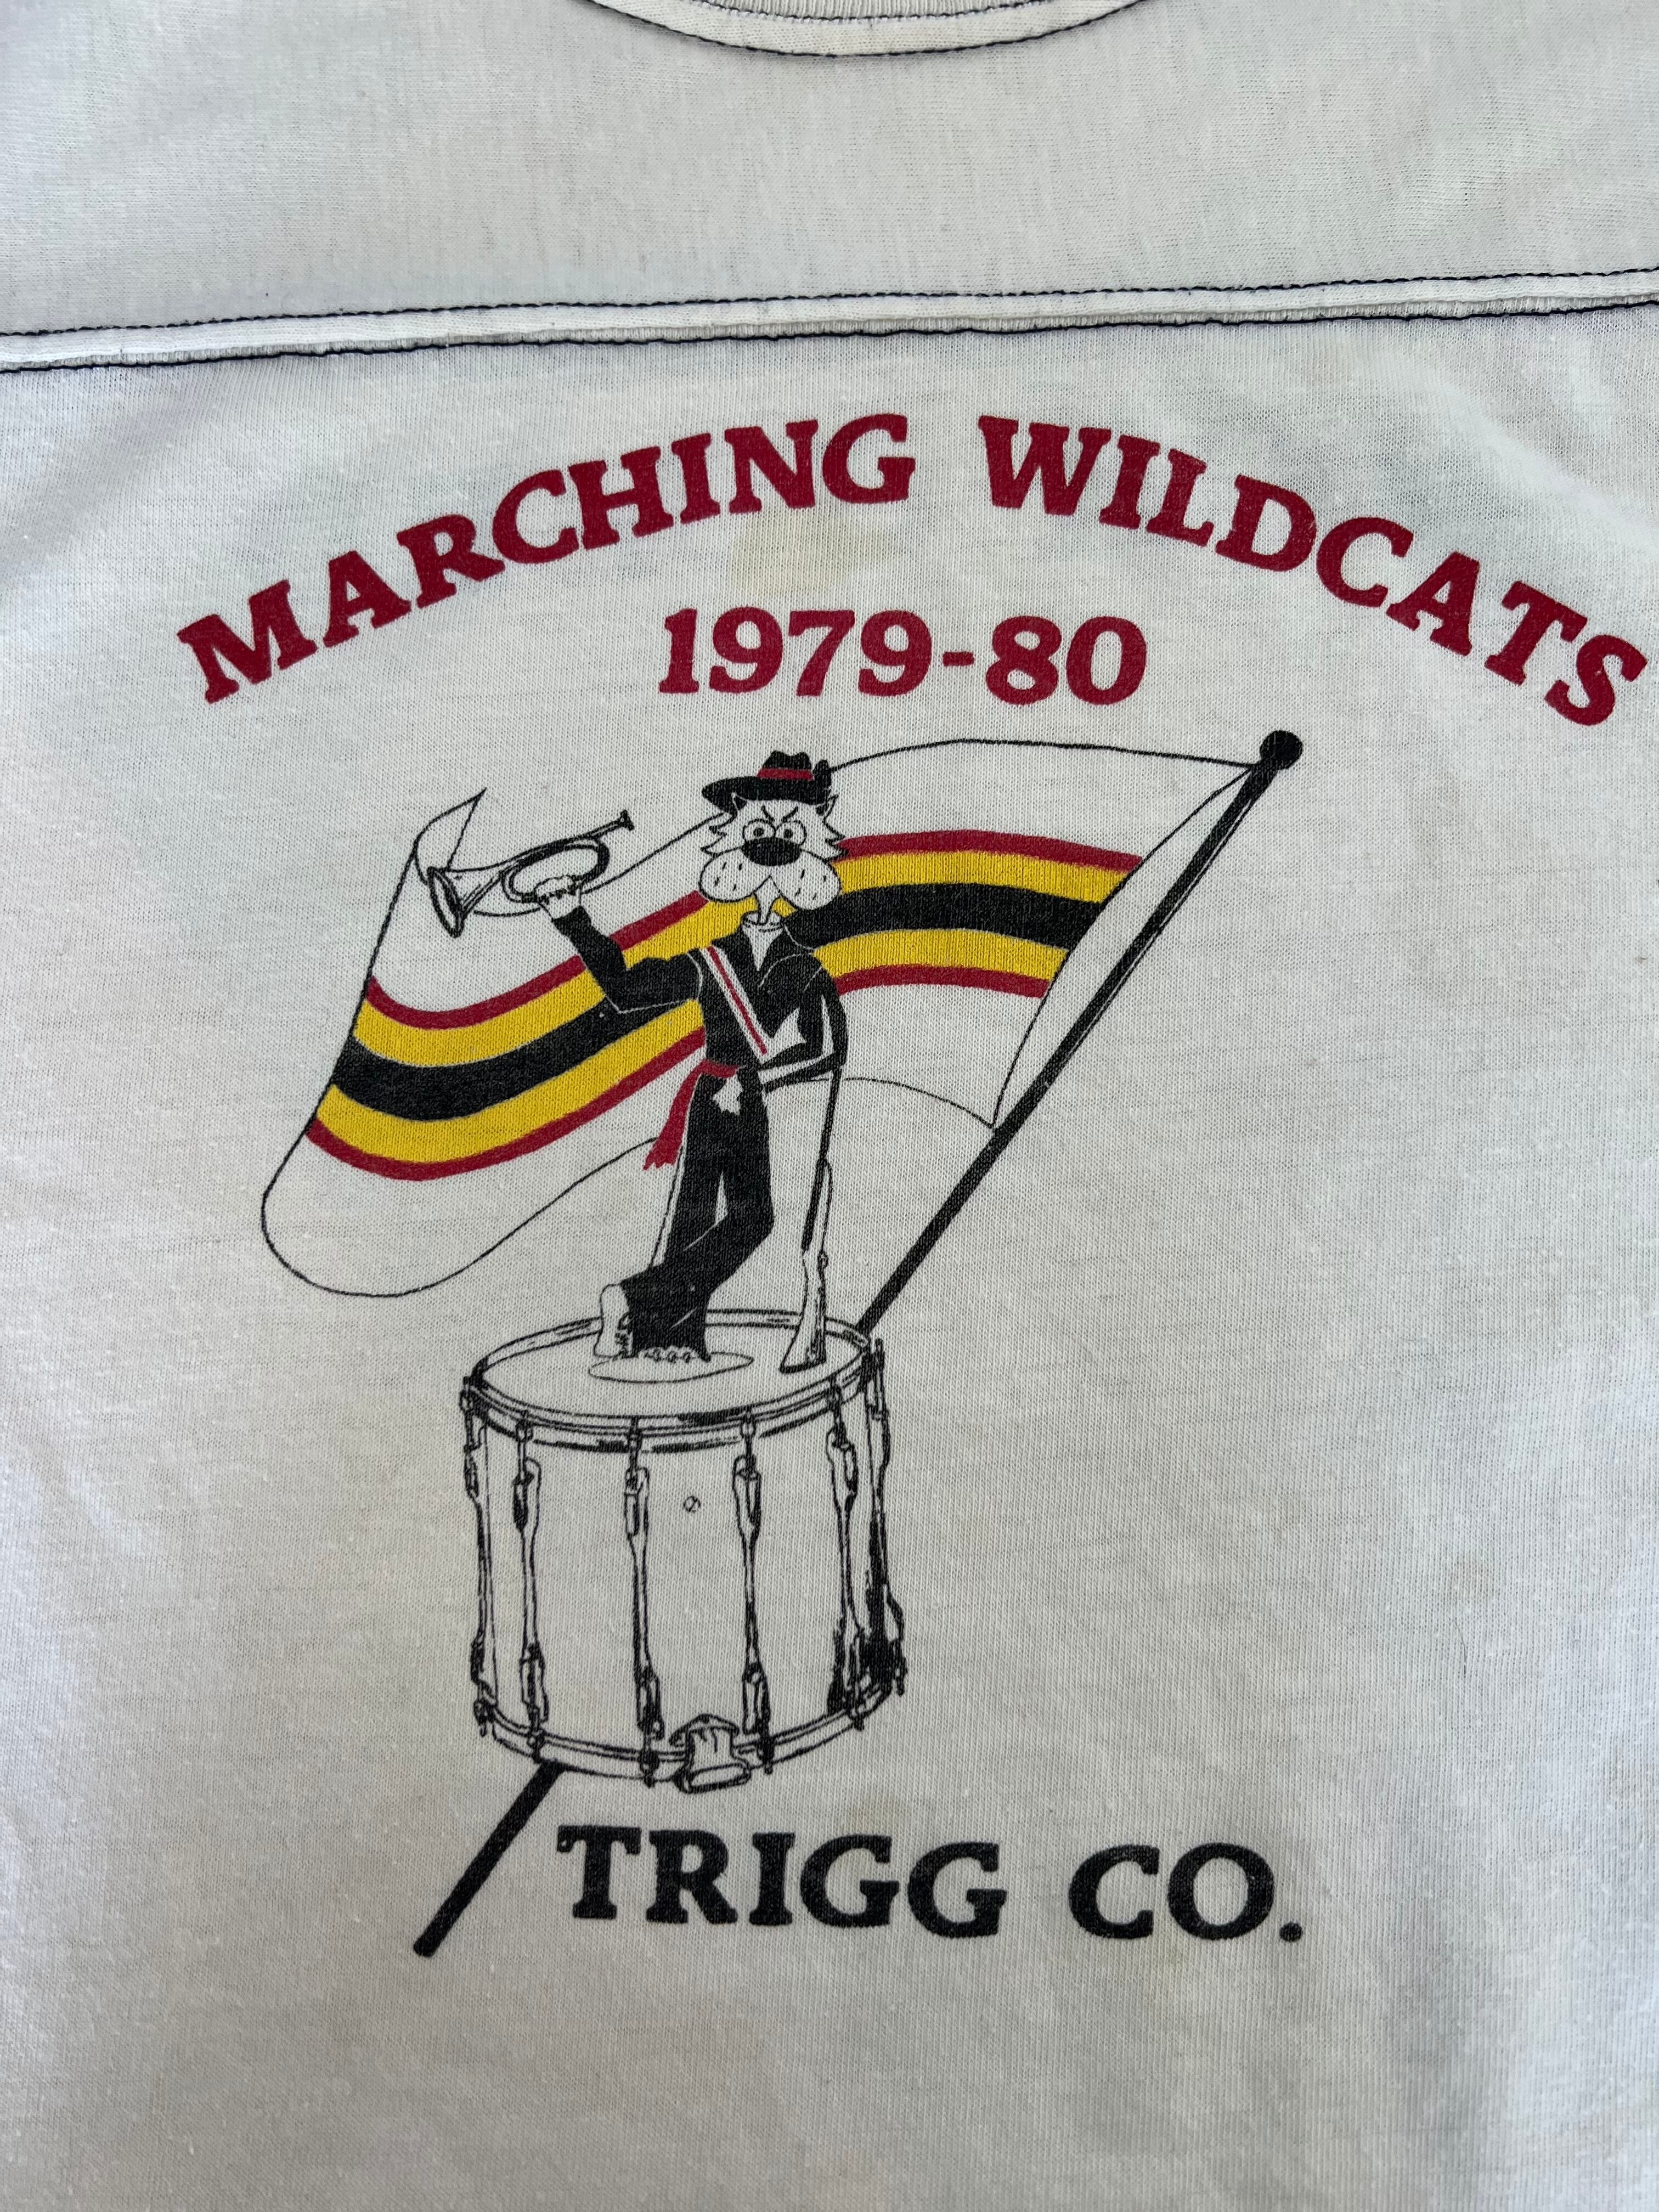 MARCHING WILDCATS
1979-80
TRIGG CO.